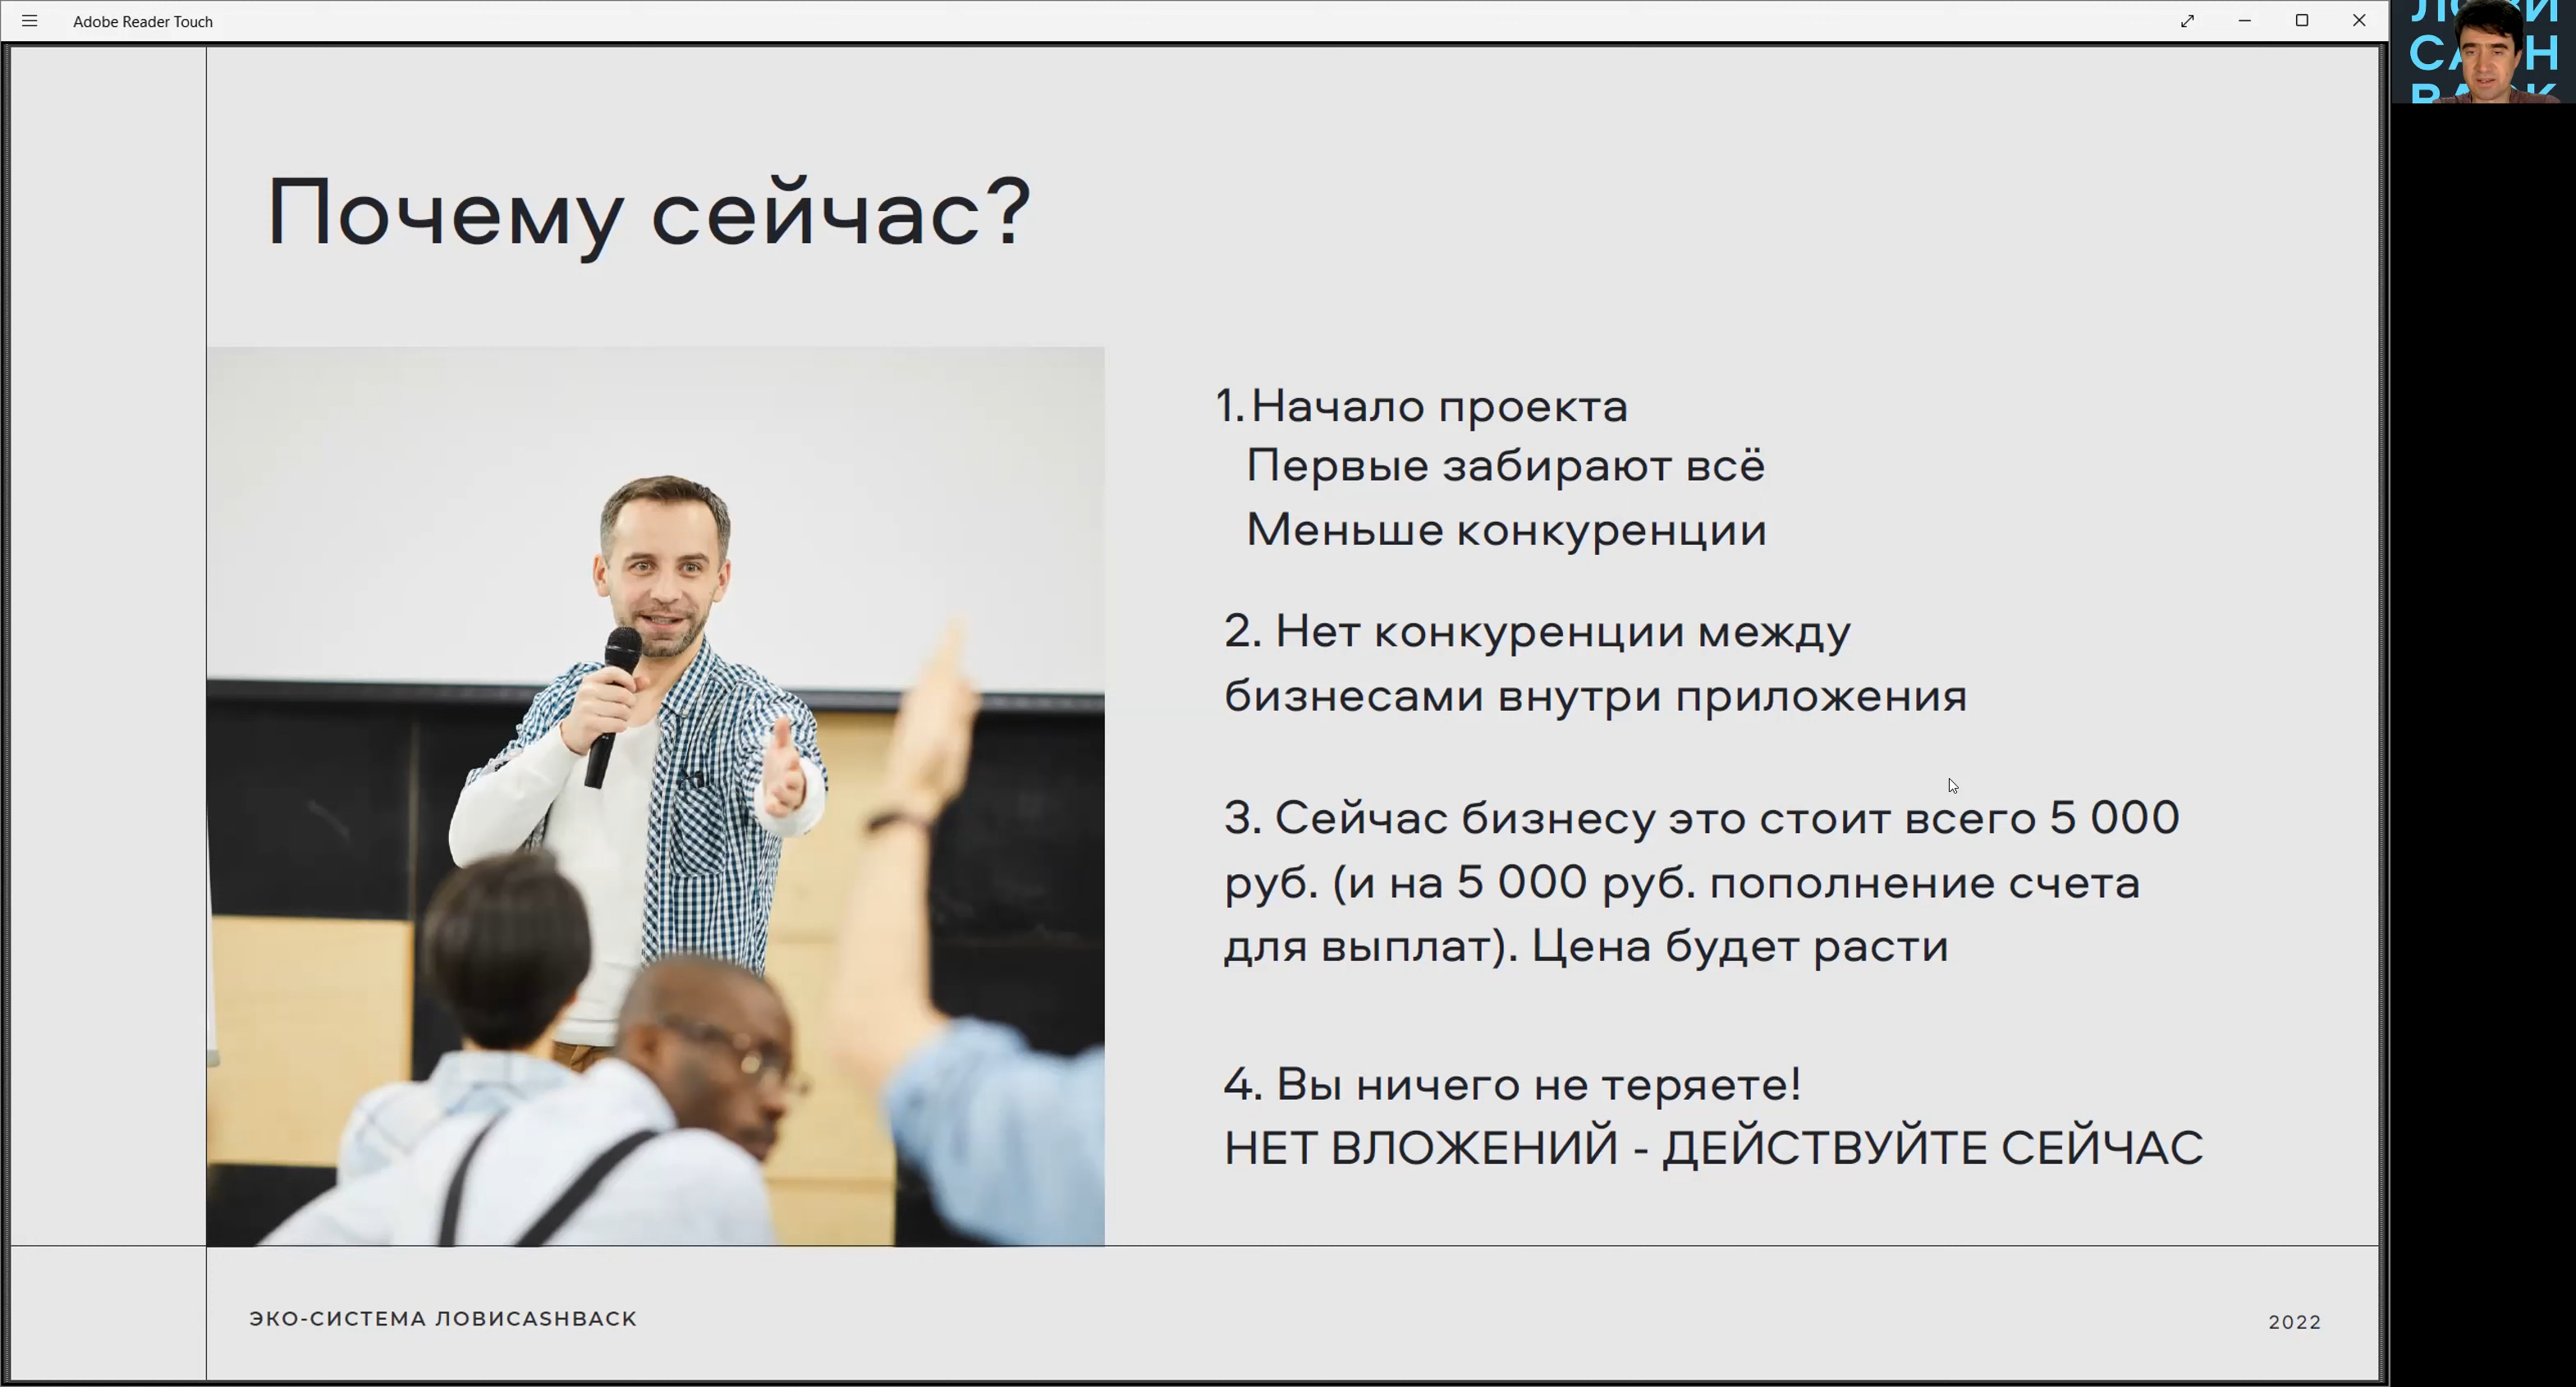 Adobe Reader Touch
Почему сейчас?
1. Начало проекта
Первые забирают всё
Меньше конкуренции
2. Нет конкуренции между
бизнесами внутри приложения
3. Сейчас бизнесу это стоит всего 5 000
руб. (и на 5 000 руб. пополнение счета
для выплат). Цена будет расти
4. Вы ничего не теряете!
НЕТ ВЛОЖЕНИЙ - ДЕЙСТВУЙТЕ СЕЙЧАС
ЭКО-СИСТЕМА ЛОВИCASHBACK
2022